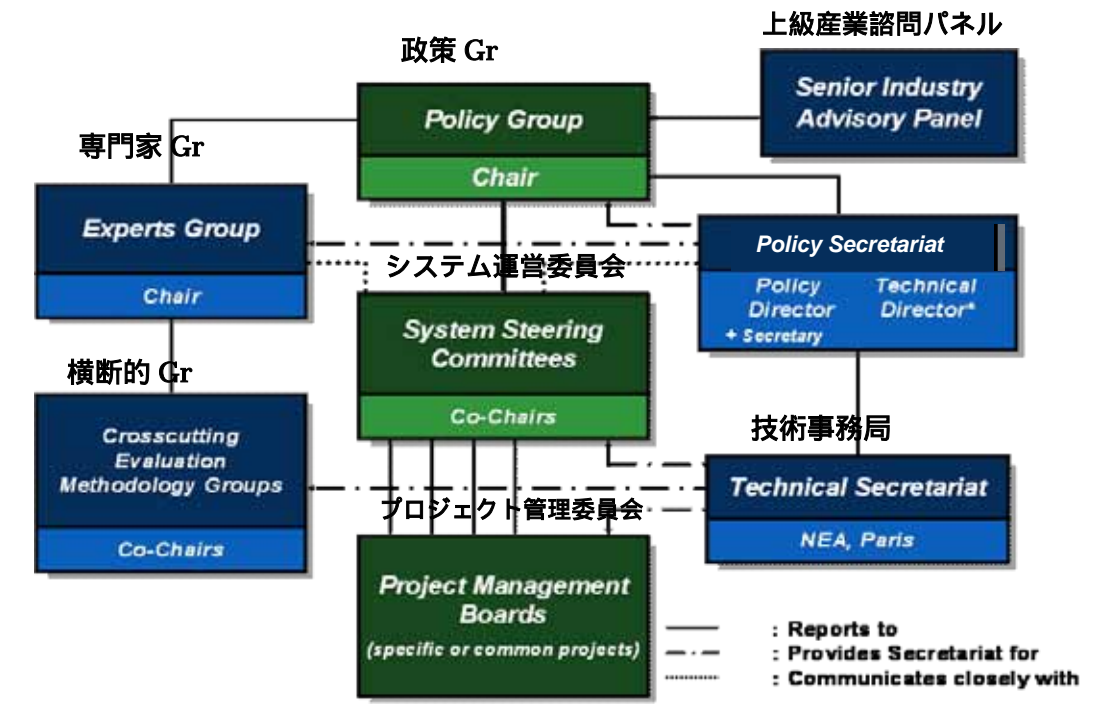 上級産業諮問パネル
政策 Gr
Senior Industry
Advisory Panel
Policy Group
Chair
専門家 Gr
Experts Group
Chair
Policy Secretariat
Policy
Director
+ Secretary
Technical
Director*
システム運営委員会
System Steering
Committees
Co-Chairs
横断的 Gr
Crosscutting
Evaluation
Methodology Groups
Co-Chairs
技術事務局
Technical Secretariat
NEA, Paris
プロジェクト管理委員会
Project Management
Boards
(specific or common projects)
: Reports to
: Provides Secretariat for
: Communicates closely with